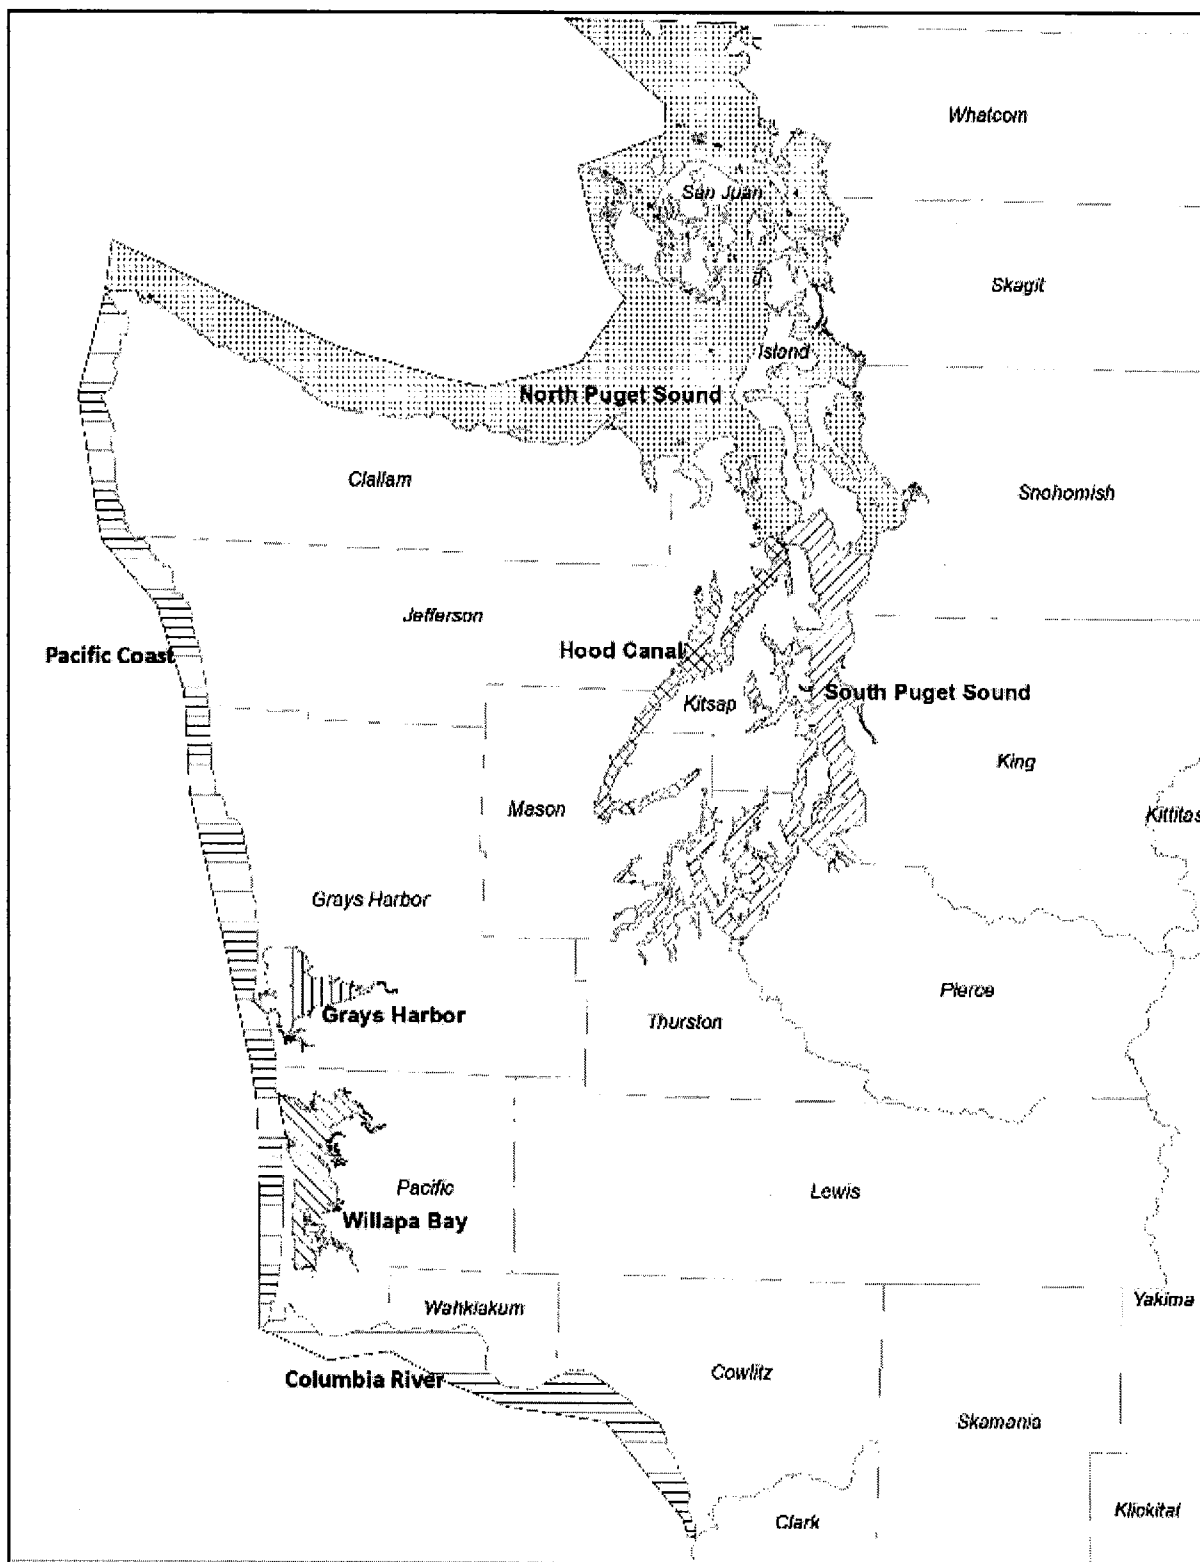 Whatcom
San Juan
Skagit
Island
North Puget Sound
Clallam
Snohomish
Jefferson
Pacific Coast
Hood Canal
Kitsap
South Puget Sound
King
Mason
Kittitas
Grays Harbor
Pierce
Grays Harbor
Thurston
Pacific
Lewis
Willapa Bay
Wahkiakum
Yakima
Columbia River
Cowlitz
Skamania
Clark
Klickitat